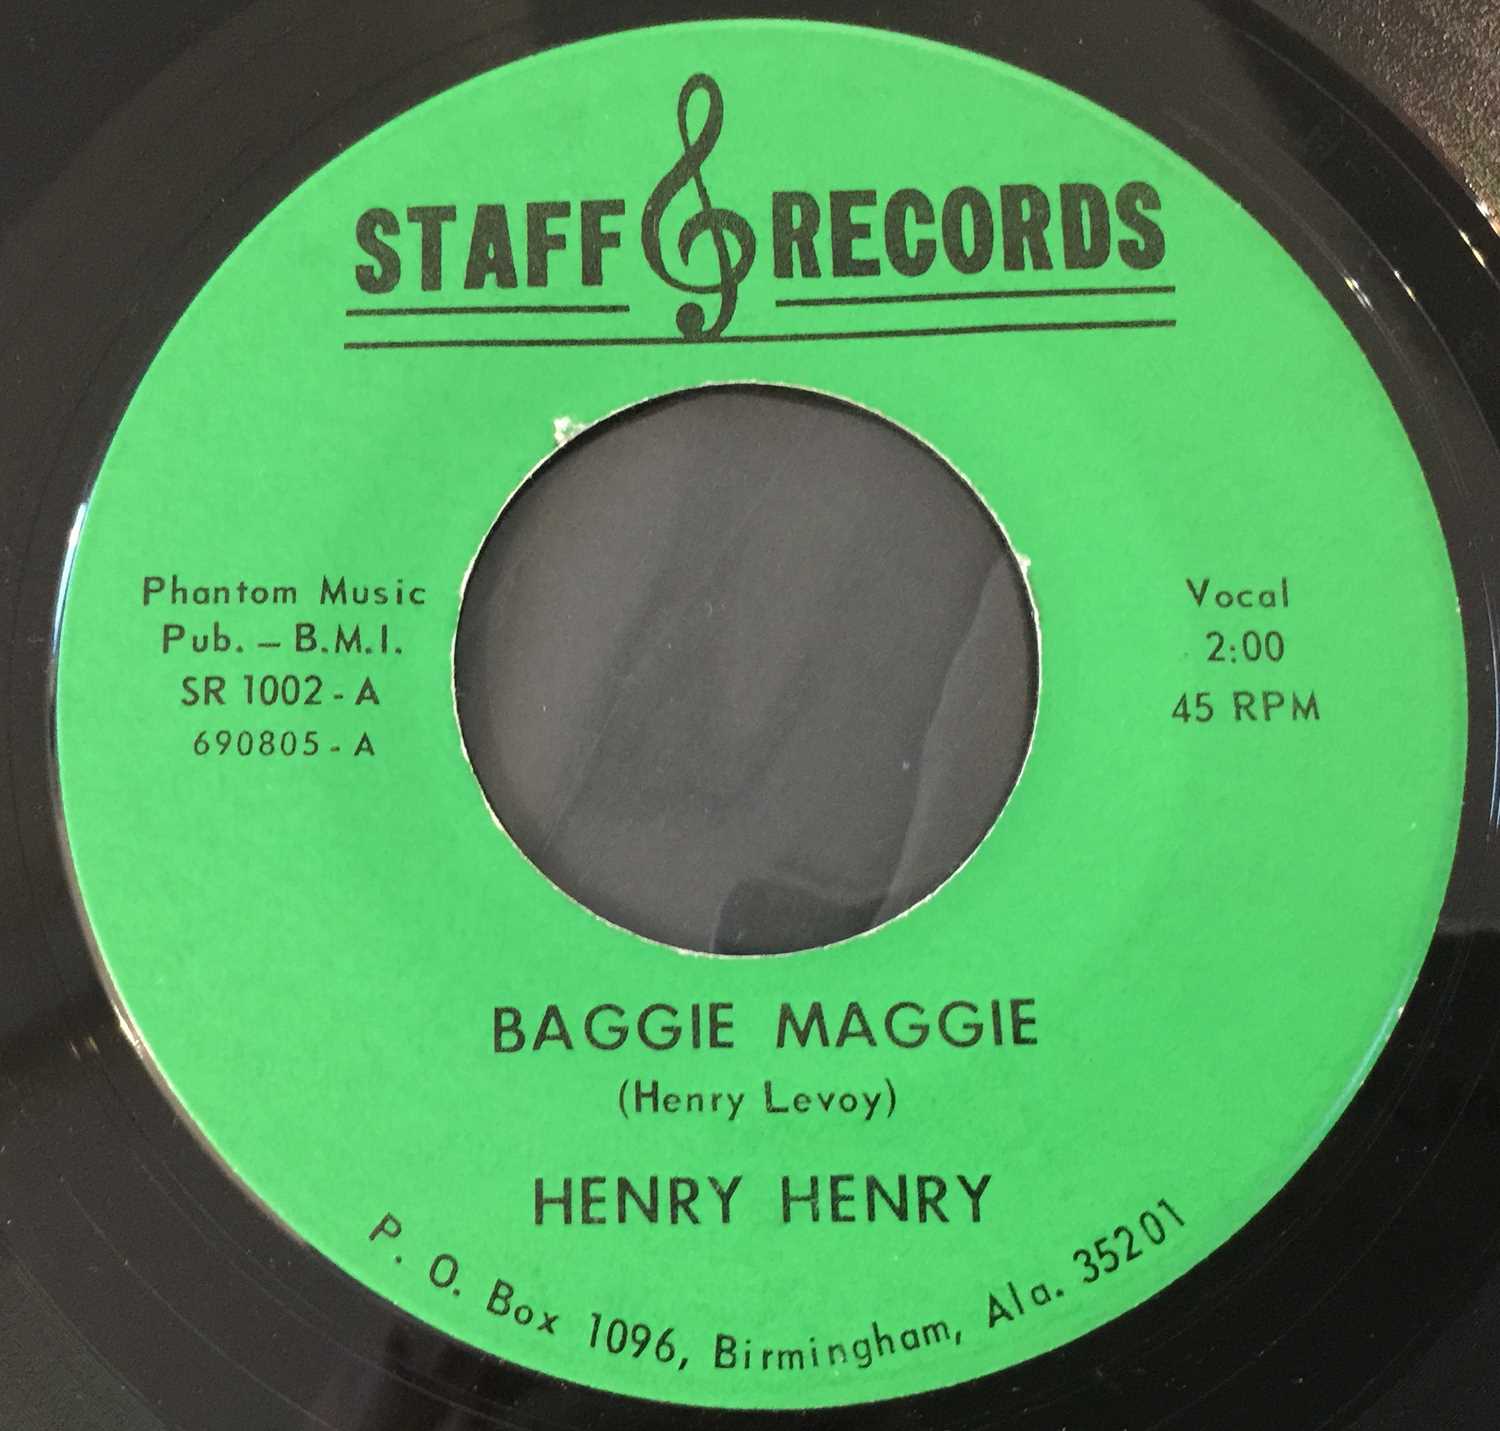 STAFF RECORDS
Phantom Music
Pub. – B.M.I.
SR 1002 - A
690805 - A
Vocal
2:00
45 RPM
BAGGIE MAGGIE
(Henry Levoy)
HENRY HENRY
P. O. Box 1096, Birmingham, Ala. 35201